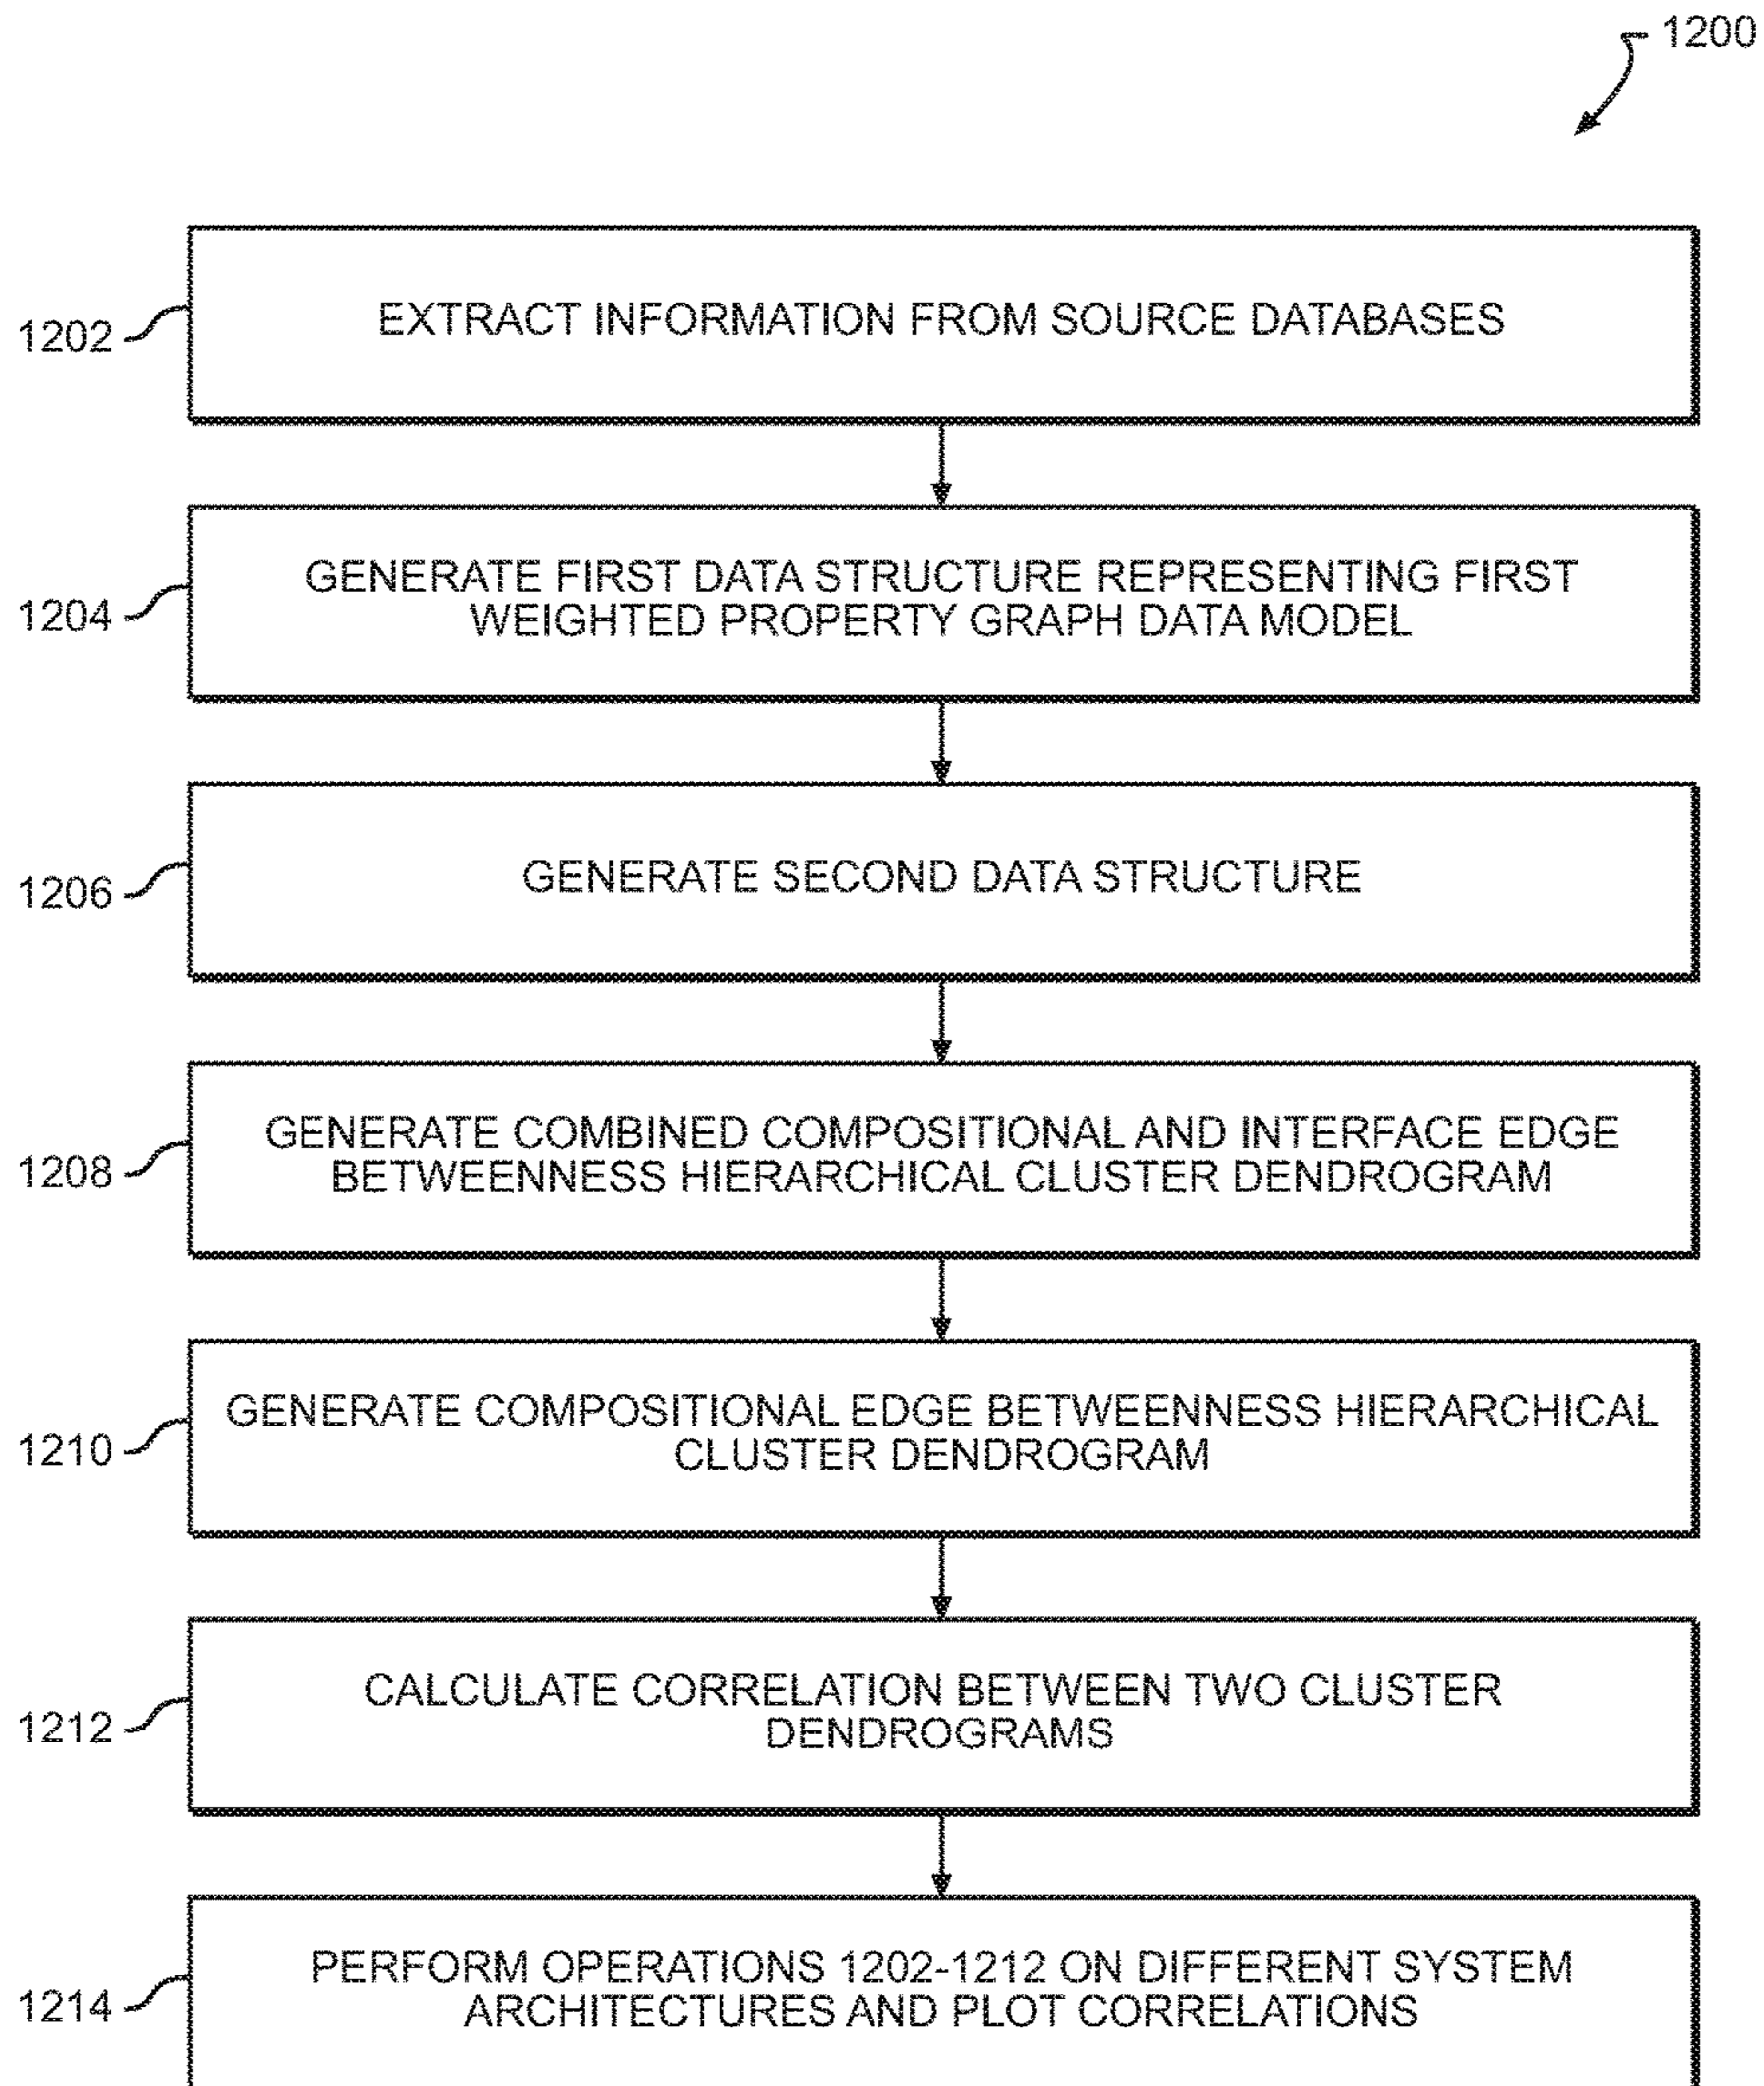 1200
1202
EXTRACT INFORMATION FROM SOURCE DATABASES
1204
GENERATE FIRST DATA STRUCTURE REPRESENTING FIRST
WEIGHTED PROPERTY GRAPH DATA MODEL
1206
GENERATE SECOND DATA STRUCTURE
1208
GENERATE COMBINED COMPOSITIONAL AND INTERFACE EDGE
BETWEENNESS HIERARCHICAL CLUSTER DENDROGRAM
1210
GENERATE COMPOSITIONAL EDGE BETWEENNESS HIERARCHICAL
CLUSTER DENDROGRAM
1212
CALCULATE CORRELATION BETWEEN TWO CLUSTER
DENDROGRAMS
1214
PERFORM OPERATIONS 1202-1212 ON DIFFERENT SYSTEM
ARCHITECTURES AND PLOT CORRELATIONS